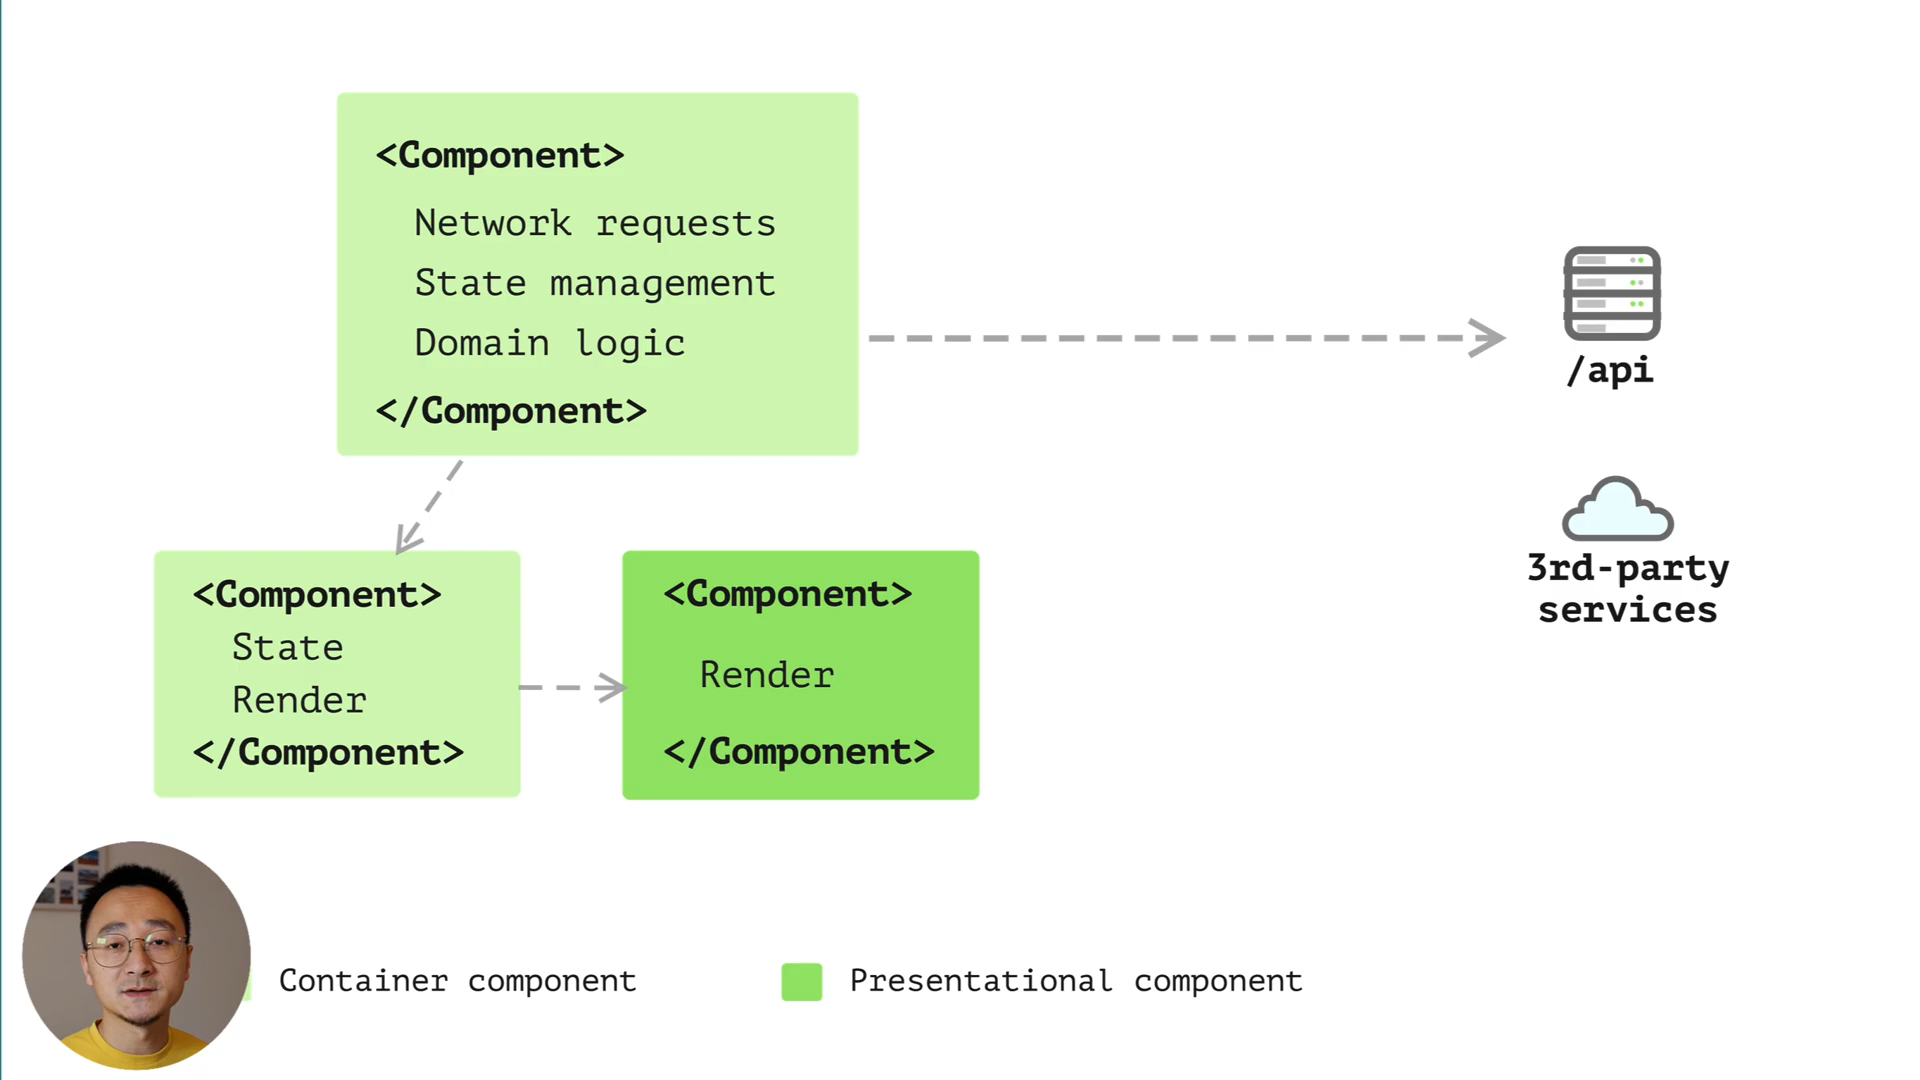 <Component>
Network requests
State management
Domain logic
</Component>
/api
3rd-party
services
<Component>
State
Render
</Component>
<Component>
Render
</Component>
Container component
Presentational component